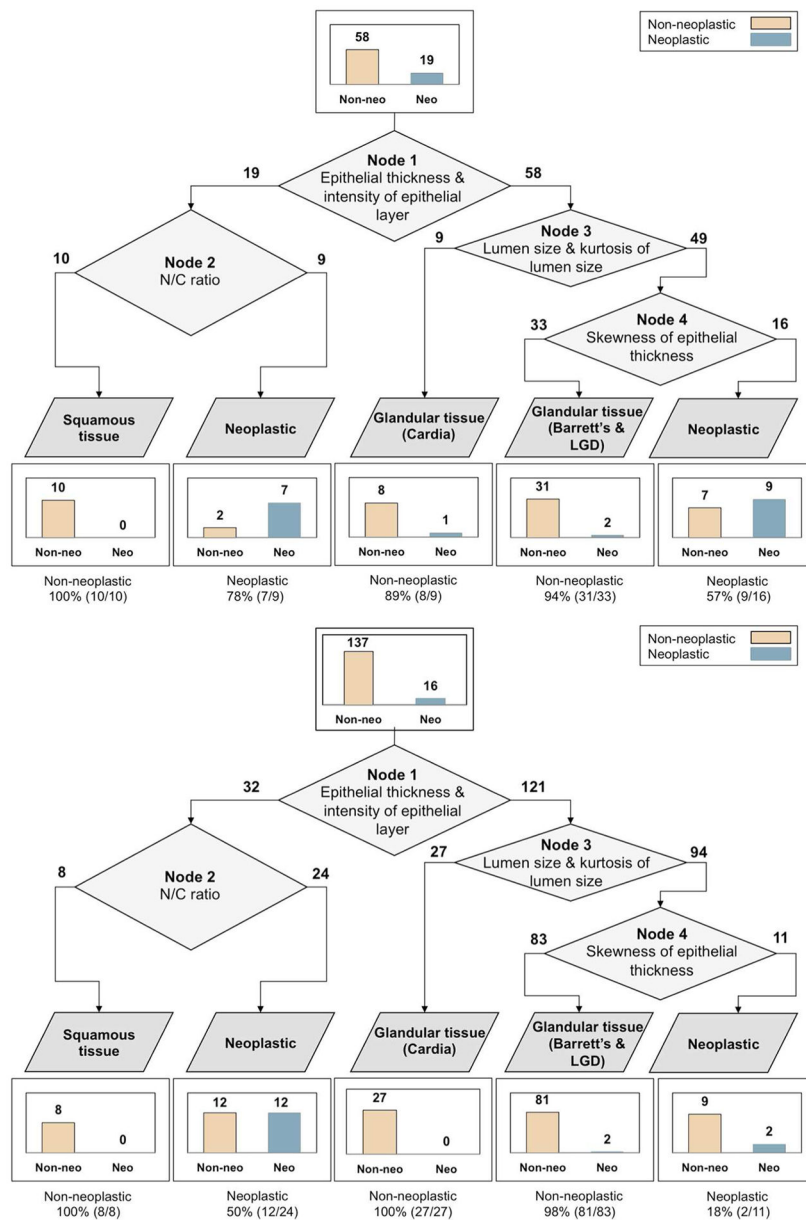 Non-neoplastic
Neoplastic
58
19
Non-neo Neo
Node 1
Epithelial thickness &
intensity of epithelial
layer
19
58
Node 2
N/C ratio
10
9
Node 3
Lumen size & kurtosis of
lumen size
9
49
Node 4
Skewness of epithelial
thickness
33
16
Squamous
tissue
Neoplastic
Glandular tissue
(Cardia)
Glandular tissue
(Barrett's &
LGD)
Neoplastic
10
0
Non-neo Neo
2
7
Non-neo Neo
8
1
Non-neo Neo
31
2
Non-neo Neo
7
9
Non-neo Neo
Non-neoplastic
100% (10/10)
Neoplastic
78% (7/9)
Non-neoplastic
89% (8/9)
Non-neoplastic
94% (31/33)
Neoplastic
57% (9/16)
Non-neoplastic
Neoplastic
137
16
Non-neo Neo
Node 1
Epithelial thickness &
intensity of epithelial
layer
32
121
Node 2
N/C ratio
8
24
Node 3
Lumen size & kurtosis of
lumen size
27
94
Node 4
Skewness of epithelial
thickness
83
11
Squamous
tissue
Neoplastic
Glandular tissue
(Cardia)
Glandular tissue
(Barrett's &
LGD)
Neoplastic
8
0
Non-neo Neo
12
12
Non-neo Neo
27
0
Non-neo Neo
81
2
Non-neo Neo
9
2
Non-neo Neo
Non-neoplastic
100% (8/8)
Neoplastic
50% (12/24)
Non-neoplastic
100% (27/27)
Non-neoplastic
98% (81/83)
Neoplastic
18% (2/11)